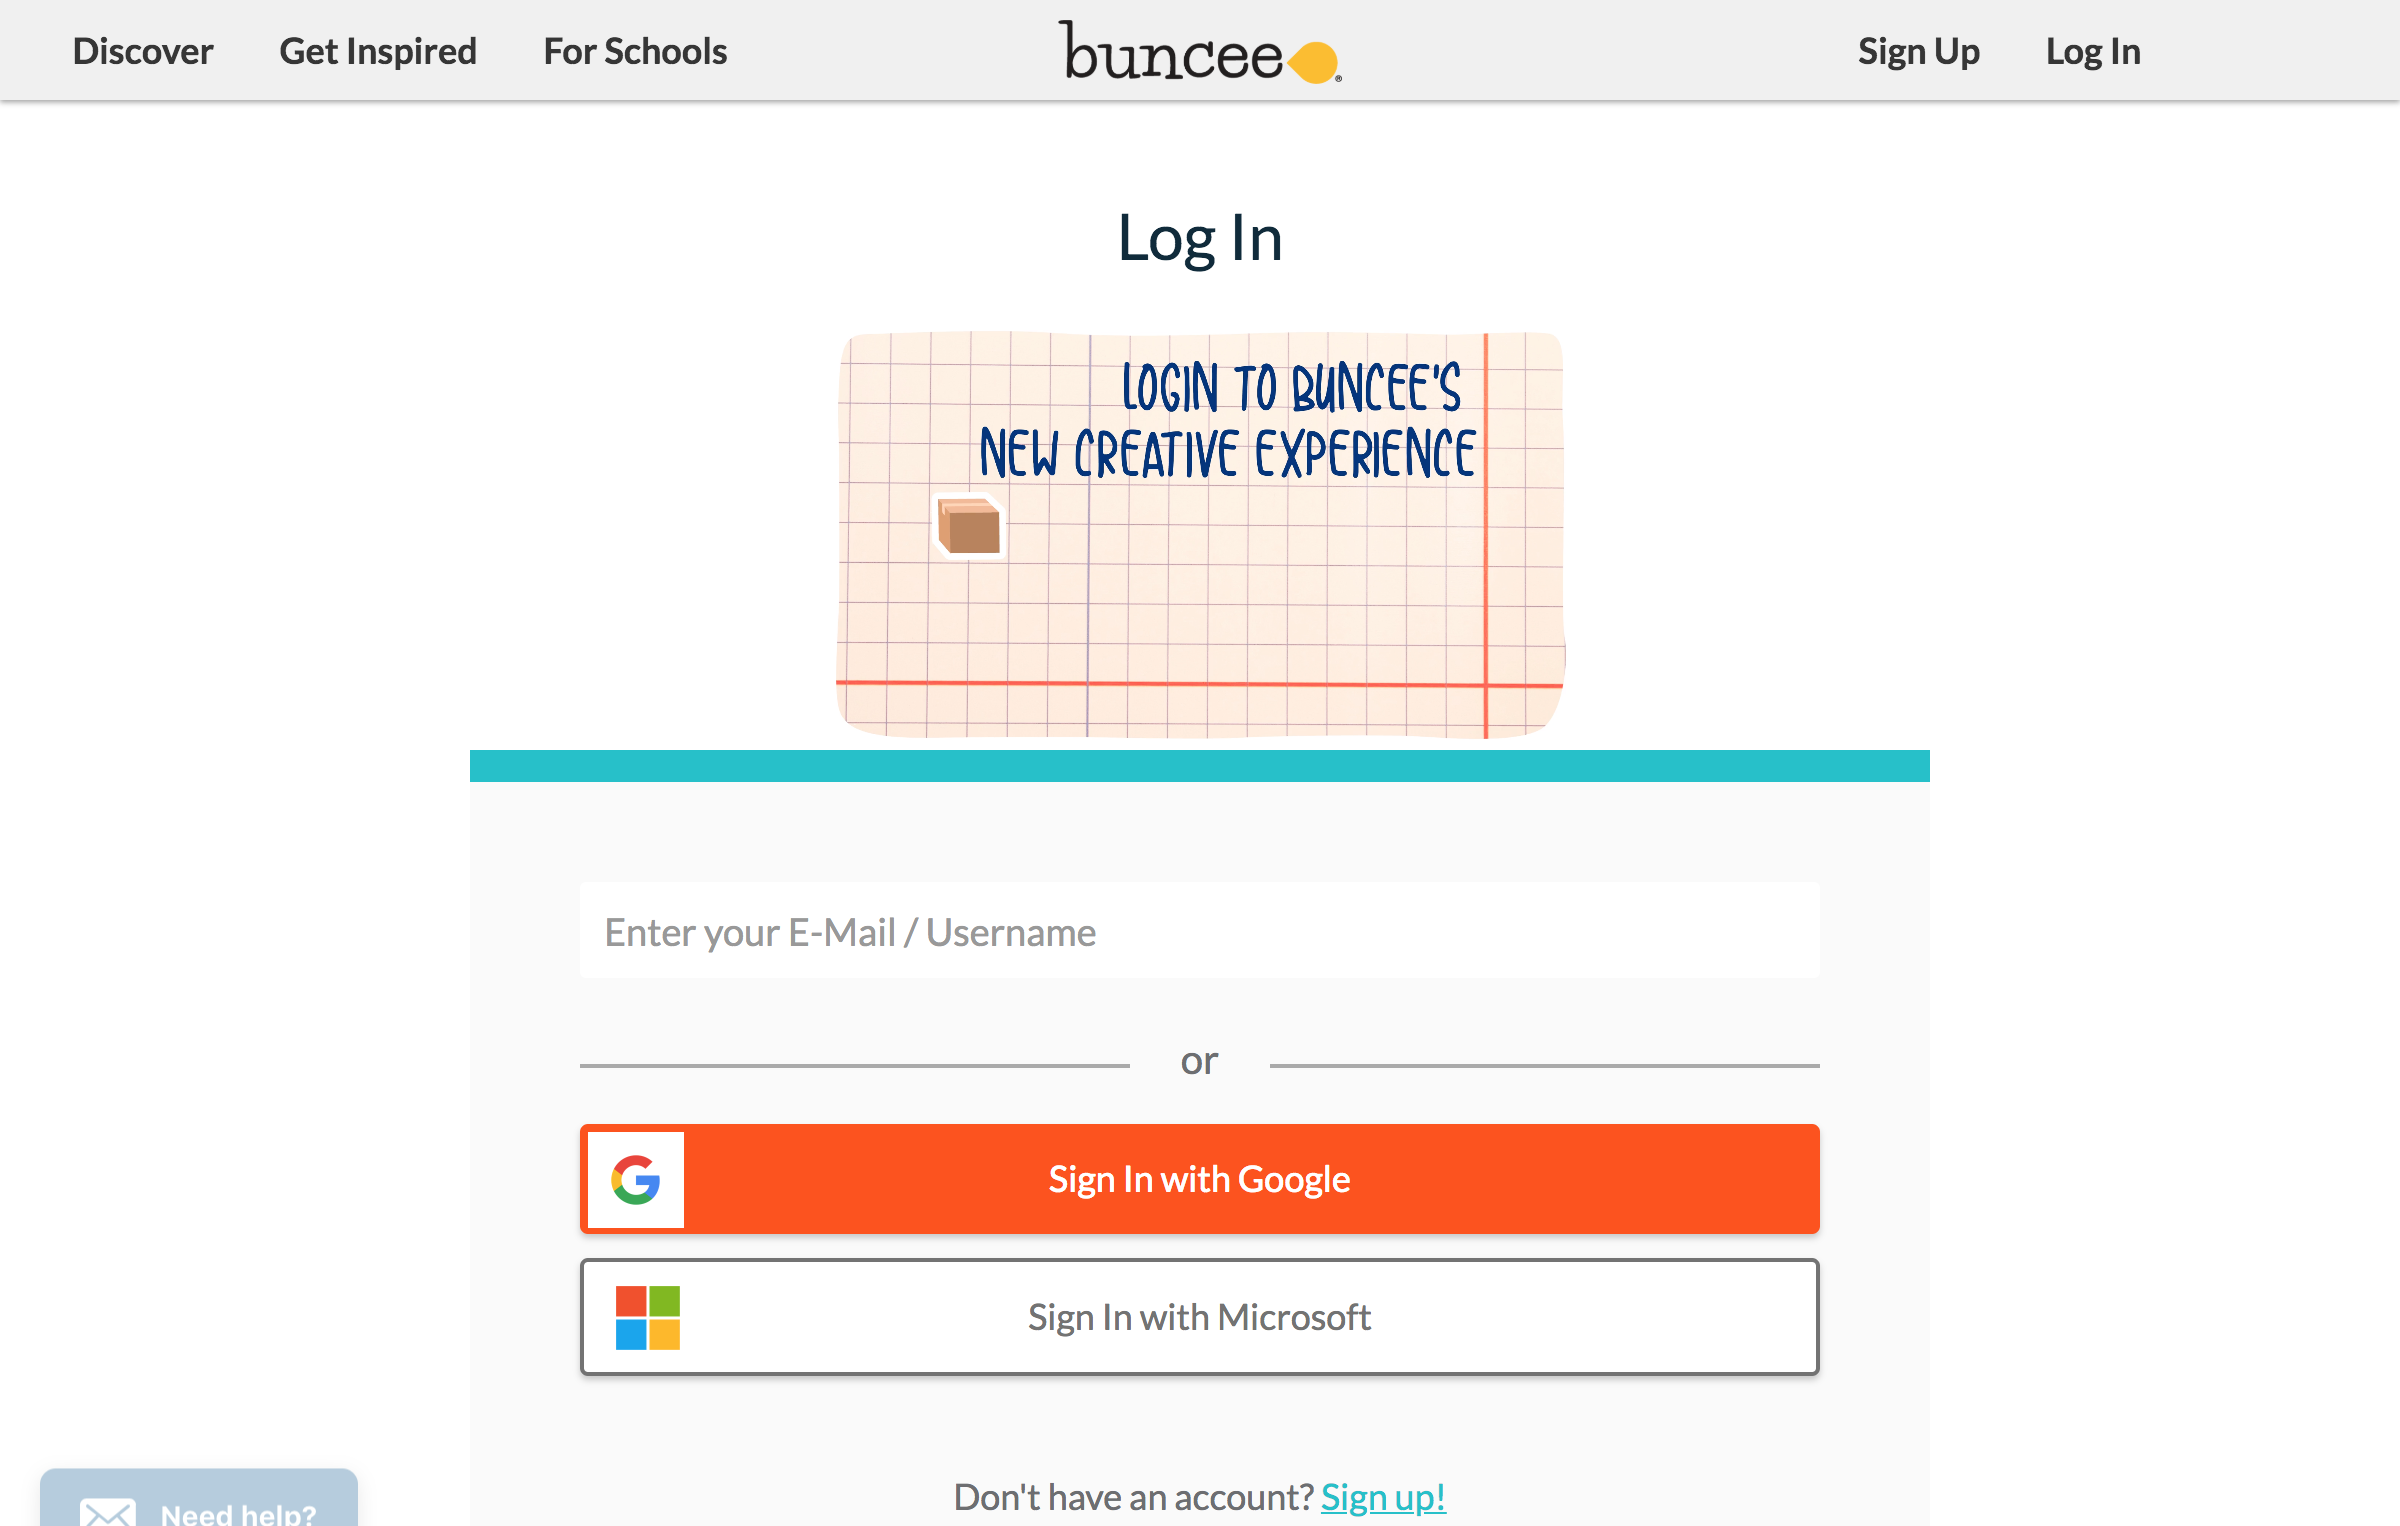 Discover Get Inspired For Schools buncee® Sign Up Log In
Log In
LOGIN TO BUNCEE'S
NEW CREATIVE EXPERIENCE
Enter your E-Mail / Username
or
Sign In with Google
Sign In with Microsoft
Don't have an account? Sign up!
Need help?